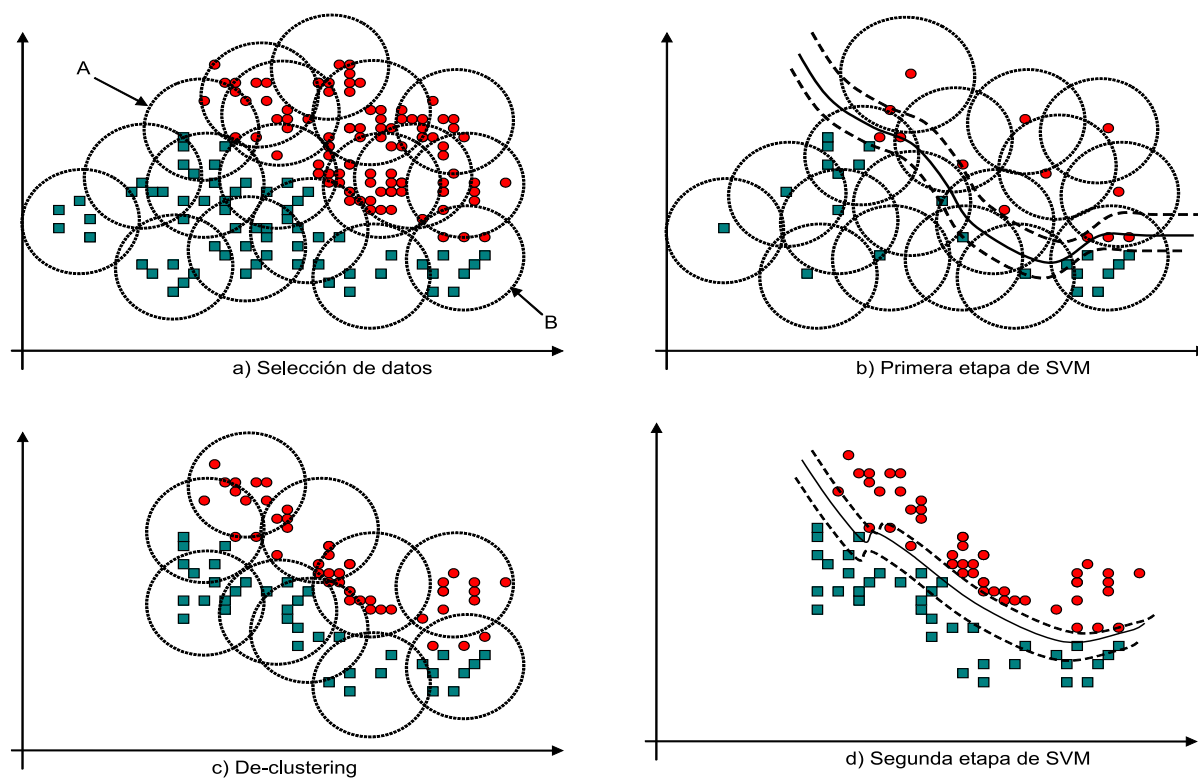 A
B
a) Selección de datos
b) Primera etapa de SVM
c) De-clustering
d) Segunda etapa de SVM